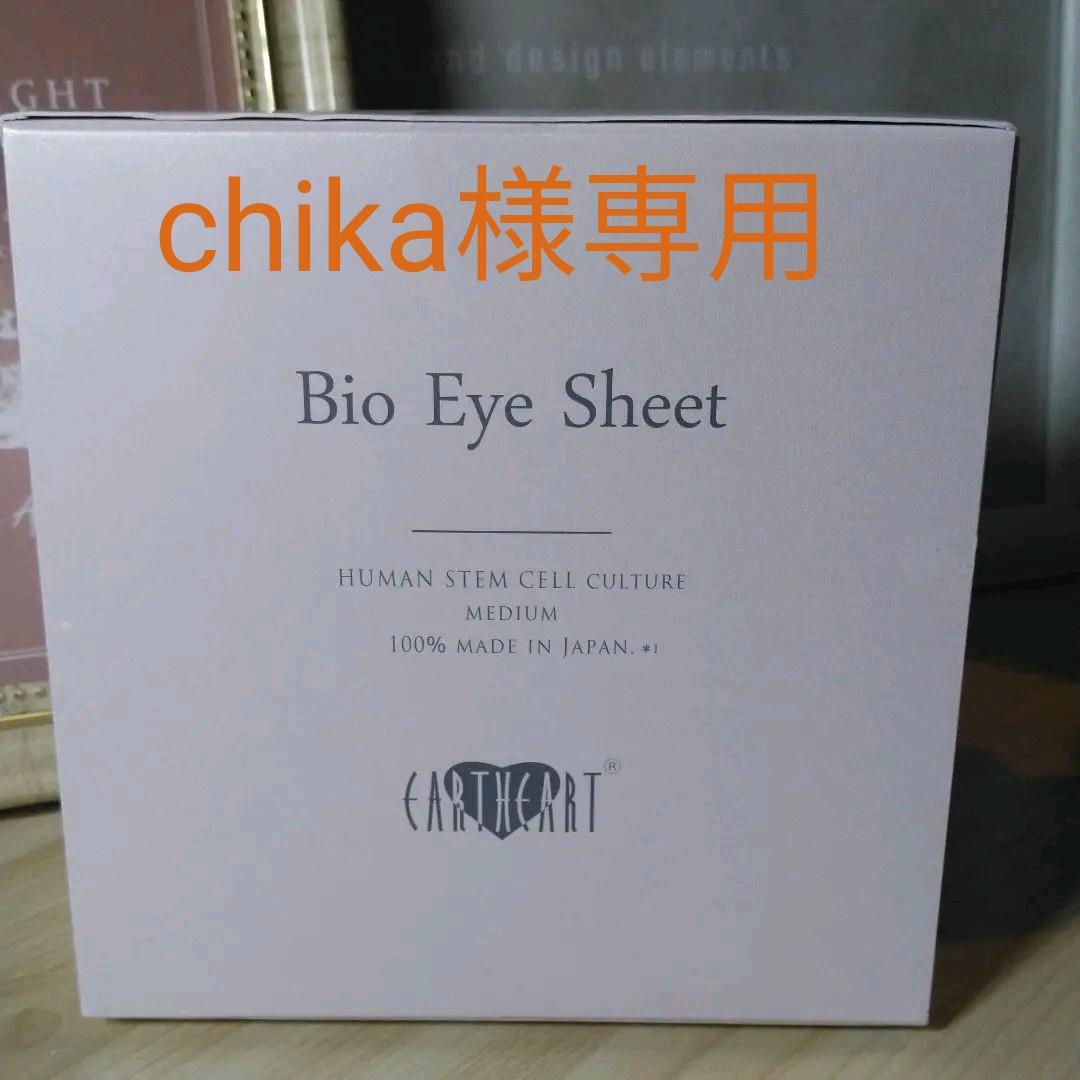 GHT
nd design elements
chika様専用
Bio Eye Sheet
HUMAN STEM CELL CULTURE
MEDIUM
100% MADE IN JAPAN. *1
EARTHEART®